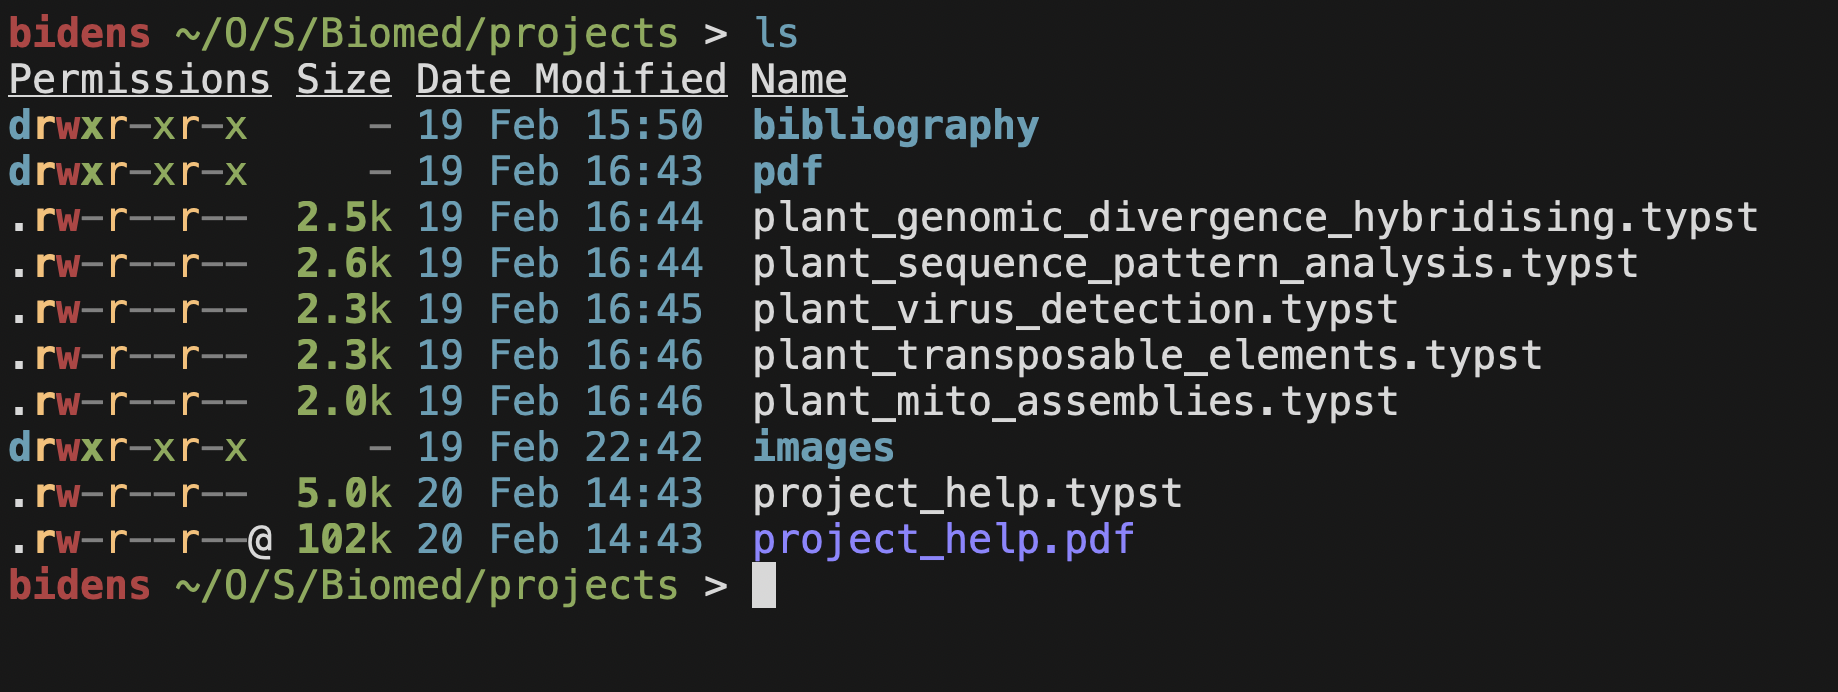 bidens ~/O/S/Biomed/projects > ls
Permissions Size Date Modified Name
drwxr-xr-x     - 19 Feb 15:50  bibliography
drwxr-xr-x     - 19 Feb 16:43  pdf
.rw-r--r--  2.5k 19 Feb 16:44  plant_genomic_divergence_hybridising.typst
.rw-r--r--  2.6k 19 Feb 16:44  plant_sequence_pattern_analysis.typst
.rw-r--r--  2.3k 19 Feb 16:45  plant_virus_detection.typst
.rw-r--r--  2.3k 19 Feb 16:46  plant_transposable_elements.typst
.rw-r--r--  2.0k 19 Feb 16:46  plant_mito_assemblies.typst
drwxr-xr-x     - 19 Feb 22:42  images
.rw-r--r--  5.0k 20 Feb 14:43  project_help.typst
.rw-r--r--@ 102k 20 Feb 14:43  project_help.pdf
bidens ~/O/S/Biomed/projects >